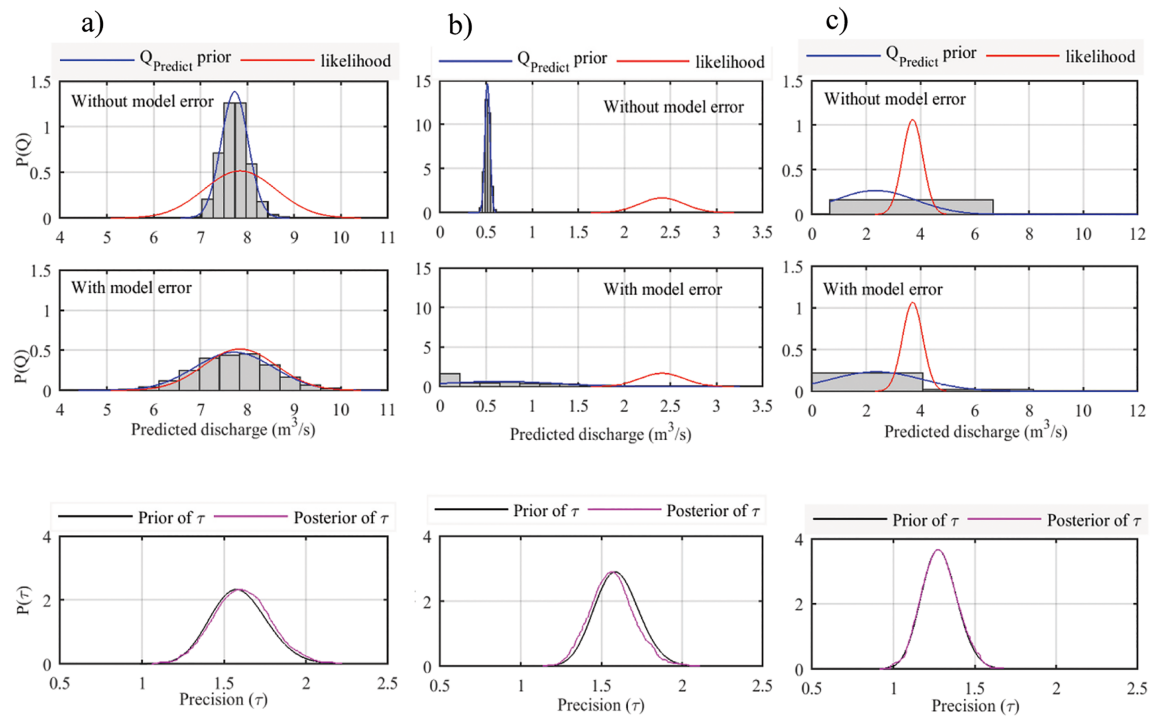 a)
b)
c)
Q_Predict prior likelihood
Q_Predict prior likelihood
Q_Predict prior likelihood
1.5
1
0.5
0
P(Q)
Without model error
4 5 6 7 8 9 10 11
15
10
5
0
Without model error
0 0.5 1 1.5 2 2.5 3 3.5
1.5
1
0.5
0
Without model error
0 2 4 6 8 10 12
1.5
1
0.5
0
P(Q)
With model error
4 5 6 7 8 9 10 11
Predicted discharge (m³/s)
15
10
5
0
With model error
0 0.5 1 1.5 2 2.5 3 3.5
Predicted discharge (m³/s)
1.5
1
0.5
0
With model error
0 2 4 6 8 10 12
Predicted discharge (m³/s)
Prior of τ Posterior of τ
Prior of τ Posterior of τ
Prior of τ Posterior of τ
4
2
0
P(τ)
0.5 1 1.5 2 2.5
Precision (τ)
4
2
0
0.5 1 1.5 2 2.5
Precision (τ)
4
2
0
0.5 1 1.5 2 2.5
Precision (τ)